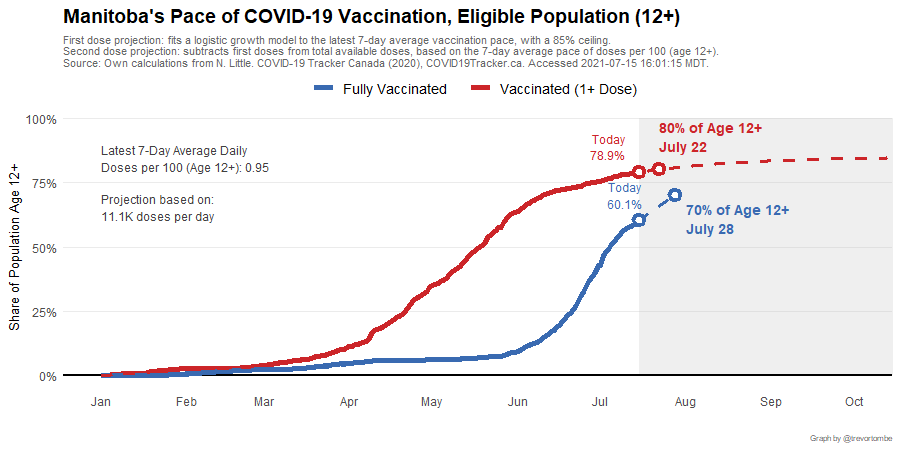 Manitoba's Pace of COVID-19 Vaccination, Eligible Population (12+)
First dose projection: fits a logistic growth model to the latest 7-day average vaccination pace, with a 85% ceiling.
Second dose projection: subtracts first doses from total available doses, based on the 7-day average pace of doses per 100 (age 12+).
Source: Own calculations from N. Little. COVID-19 Tracker Canada (2020), COVID19Tracker.ca. Accessed 2021-07-15 16:01:15 MDT.
Fully Vaccinated
Vaccinated (1+ Dose)
Share of Population Age 12+
100%
75%
50%
25%
0%
Latest 7-Day Average Daily
Doses per 100 (Age 12+): 0.95
Projection based on:
11.1K doses per day
Today
78.9%
80% of Age 12+
July 22
Today
60.1%
70% of Age 12+
July 28
Jan
Feb
Mar
Apr
May
Jun
Jul
Aug
Sep
Oct
Graph by @trevortombe